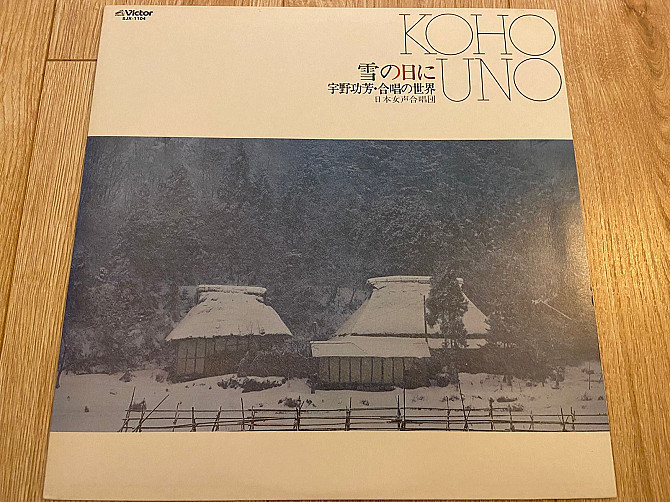 Victor
SJX-1104
KOHO
UNO
雪の日に
宇野功芳・合唱の世界
日本女声合唱団